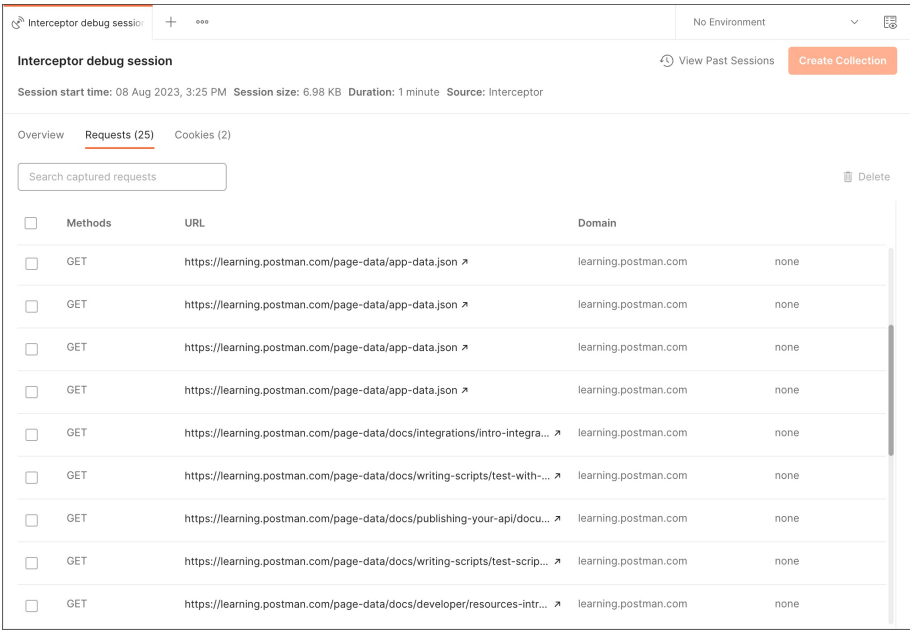 Interceptor debug session No Environment
Interceptor debug session View Past Sessions Create Collection
Session start time: 08 Aug 2023, 3:25 PM Session size: 6.98 KB Duration: 1 minute Source: Interceptor
Overview Requests (25) Cookies (2)
Search captured requests Delete
Methods URL Domain
GET https://learning.postman.com/page-data/app-data.json learning.postman.com none
GET https://learning.postman.com/page-data/app-data.json learning.postman.com none
GET https://learning.postman.com/page-data/app-data.json learning.postman.com none
GET https://learning.postman.com/page-data/app-data.json learning.postman.com none
GET https://learning.postman.com/page-data/docs/integrations/intro-integra... learning.postman.com none
GET https://learning.postman.com/page-data/docs/writing-scripts/test-with-... learning.postman.com none
GET https://learning.postman.com/page-data/docs/publishing-your-api/docu... learning.postman.com none
GET https://learning.postman.com/page-data/docs/writing-scripts/test-scrip... learning.postman.com none
GET https://learning.postman.com/page-data/docs/developer/resources-intr... learning.postman.com none